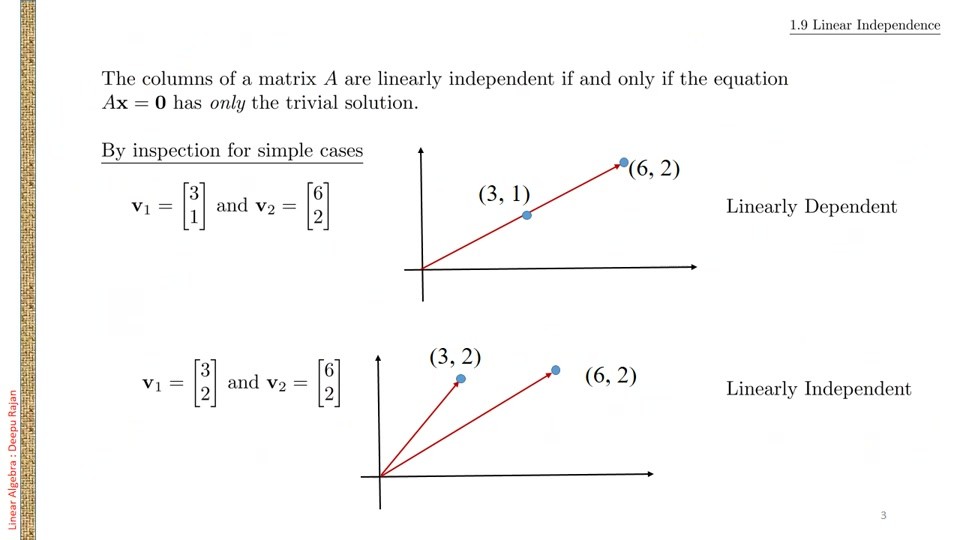 1.9 Linear Independence
The columns of a matrix A are linearly independent if and only if the equation
Ax = 0 has only the trivial solution.
By inspection for simple cases
v₁ = [3 1] and v₂ = [6 2]
(3, 1)
(6, 2)
Linearly Dependent
v₁ = [3 2] and v₂ = [6 2]
(3, 2)
(6, 2)
Linearly Independent
Linear Algebra : Deepu Rajan
3